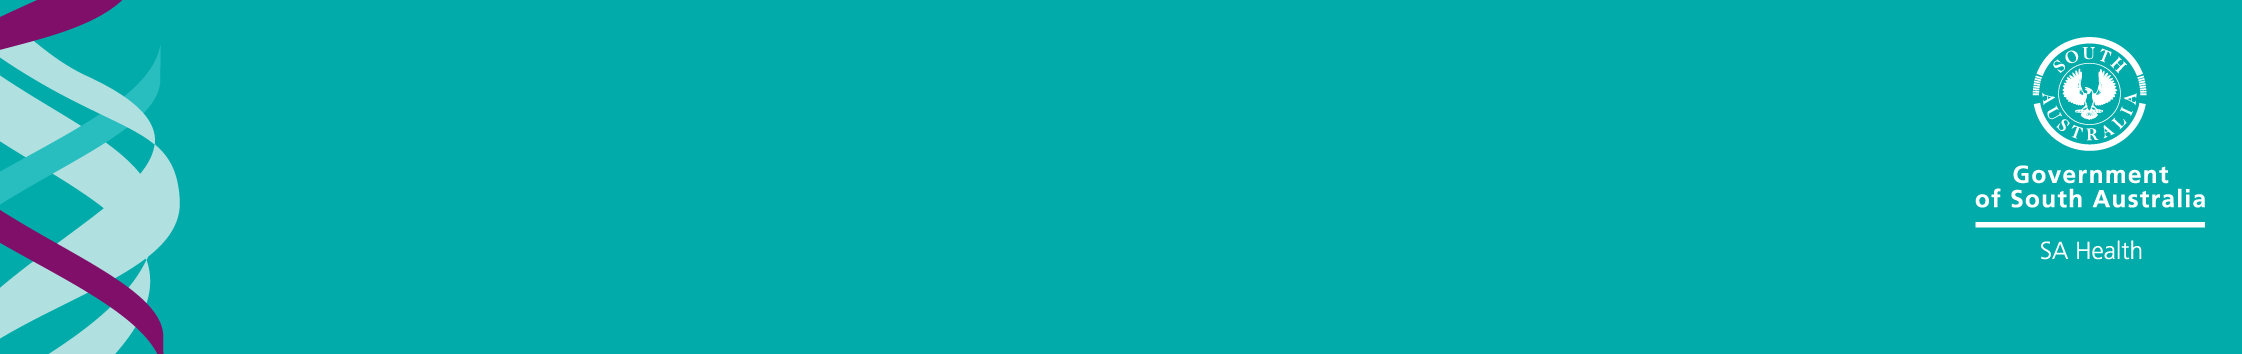 SOUTH
AUSTRALIA
Government
of South Australia
SA Health